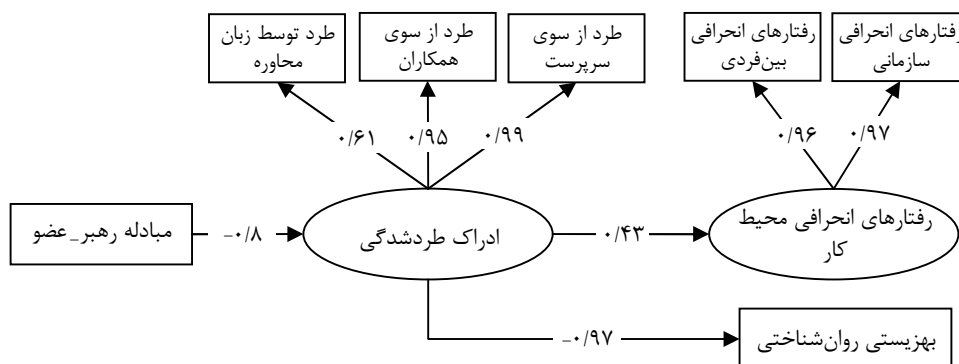 طرد توسط زبان
محاوره
طرد از سوی
همکاران
طرد از سوی
سرپرست
رفتارهای انحرافی
بین‌فردی
رفتارهای انحرافی
سازمانی
۰/۶۱
۰/۹۵
۰/۹۹
۰/۹۶
۰/۹۷
مبادله رهبر_عضو
–۰/۸
ادراک طردشدگی
۰/۴۳
رفتارهای انحرافی محیط
کار
–۰/۹۷
بهزیستی روان‌شناختی